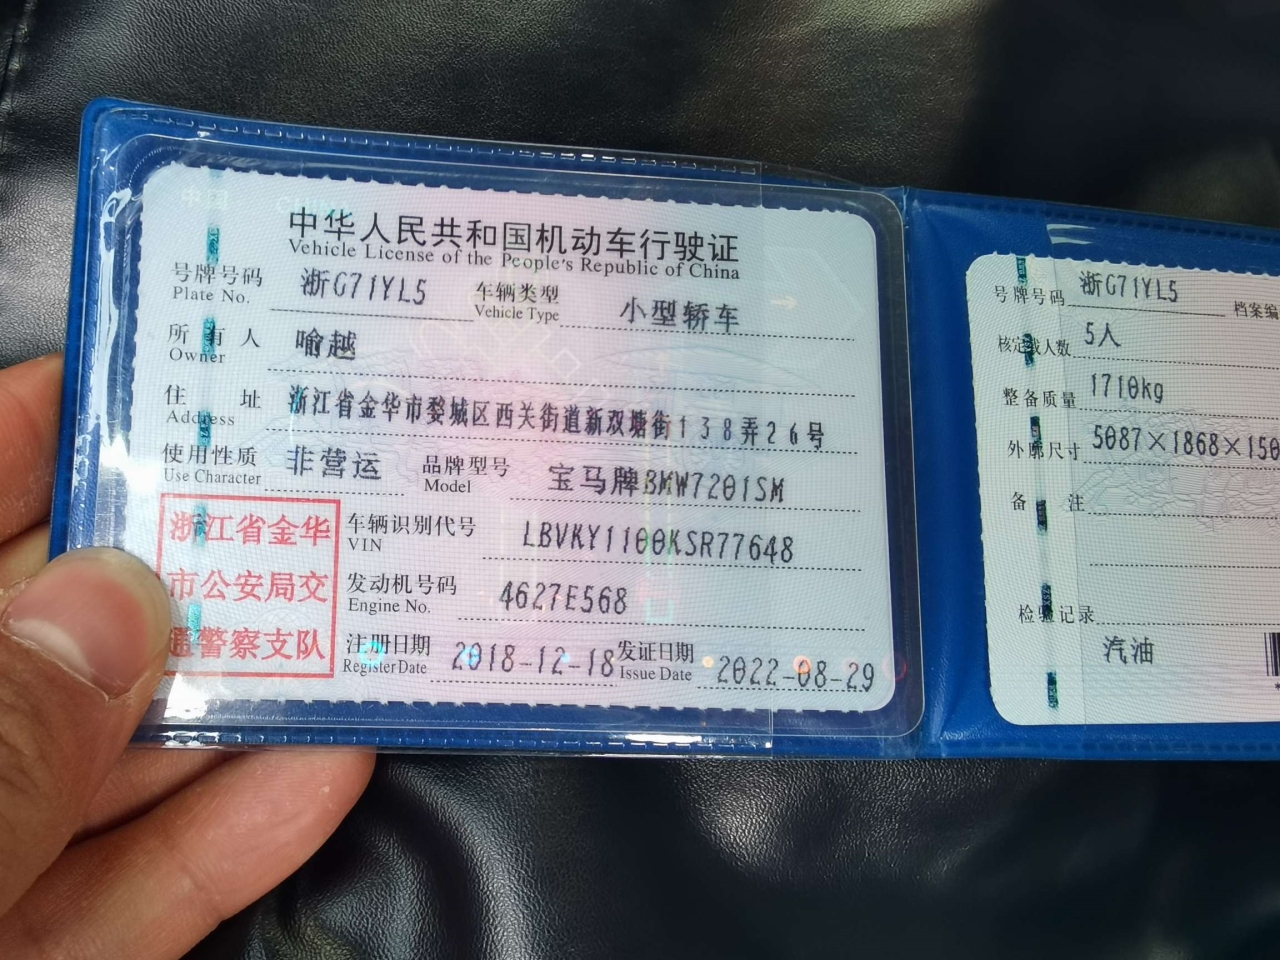 中华人民共和国机动车行驶证
Vehicle License of the People's Republic of China
号牌号码 浙G71YL5 车辆类型 小型轿车
Plate No. Vehicle Type
所有人 喻越
Owner
住址 浙江省金华市婺城区西关街道新双塘街138弄26号
Address
使用性质 非营运 品牌型号 宝马牌BMW7201SM
Use Character Model
浙江省金华
市公安局交
通警察支队
车辆识别代号 LBVKY1100KSR77648
VIN
发动机号码 4627E568
Engine No.
注册日期 2018-12-18 发证日期 2022-08-29
Register Date Issue Date
号牌号码 浙G71YL5 档案编
核定载人数 5人
整备质量 1710kg
外廓尺寸 5087×1868×150
备注
检验记录
汽油